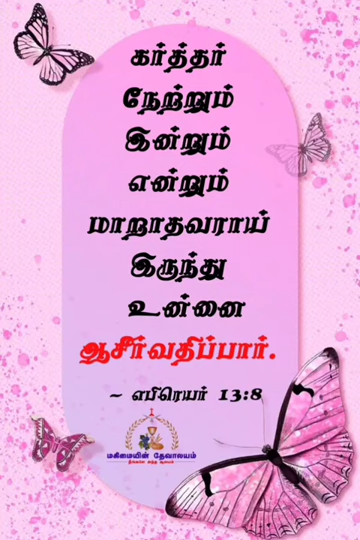 கர்த்தர்
நேற்றும்
இன்றும்
என்றும்
மாறாதவராய்
இருந்து
உன்னை
ஆசீர்வதிப்பார்.
~ எபிரெயர் 13:8
மகிமையின் தேவாலயம்